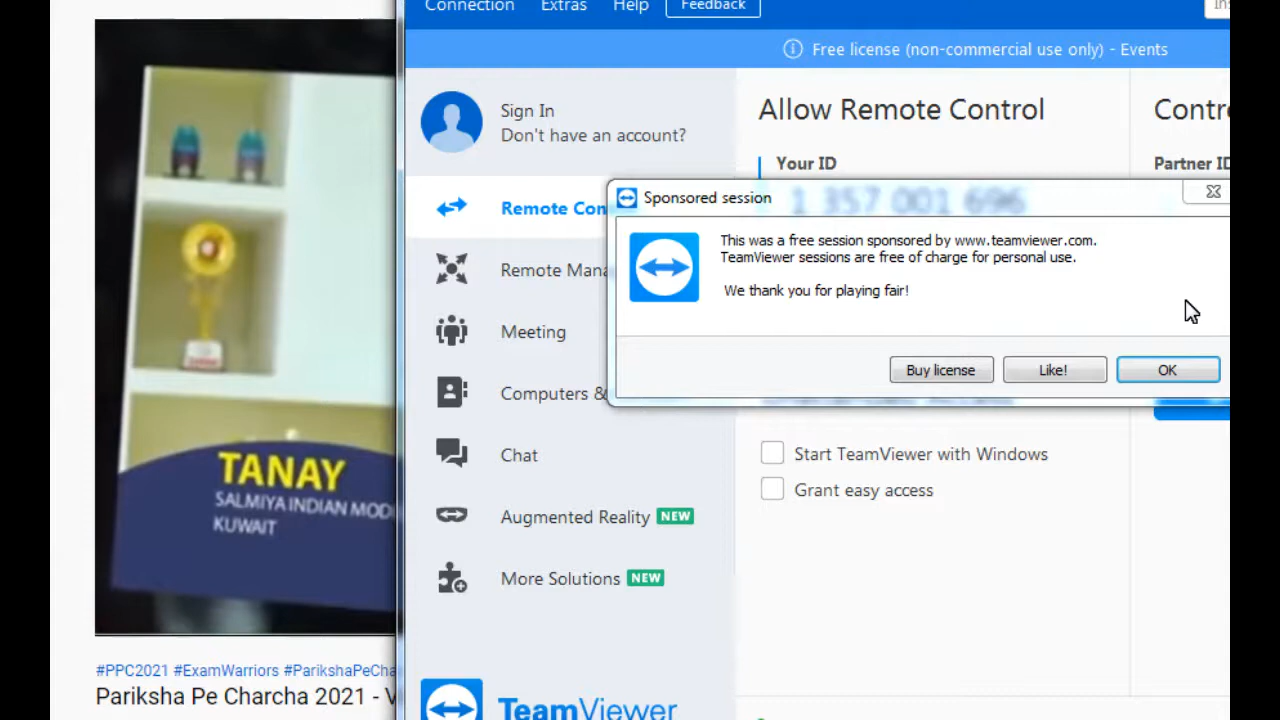 Connection Extras Help Feedback
Free license (non-commercial use only) - Events
Sign In
Don't have an account?
Allow Remote Control
Your ID
Partner ID
1 357 001 696
Remote Con
Remote Mana
Meeting
Computers &
Chat
Augmented Reality NEW
More Solutions NEW
TeamViewer
Sponsored session
This was a free session sponsored by www.teamviewer.com.
TeamViewer sessions are free of charge for personal use.
We thank you for playing fair!
Buy license Like! OK
Start TeamViewer with Windows
Grant easy access
TANAY
SALMIYA INDIAN MOD
KUWAIT
#PPC2021 #ExamWarriors #ParikshaPeCha
Pariksha Pe Charcha 2021 - V